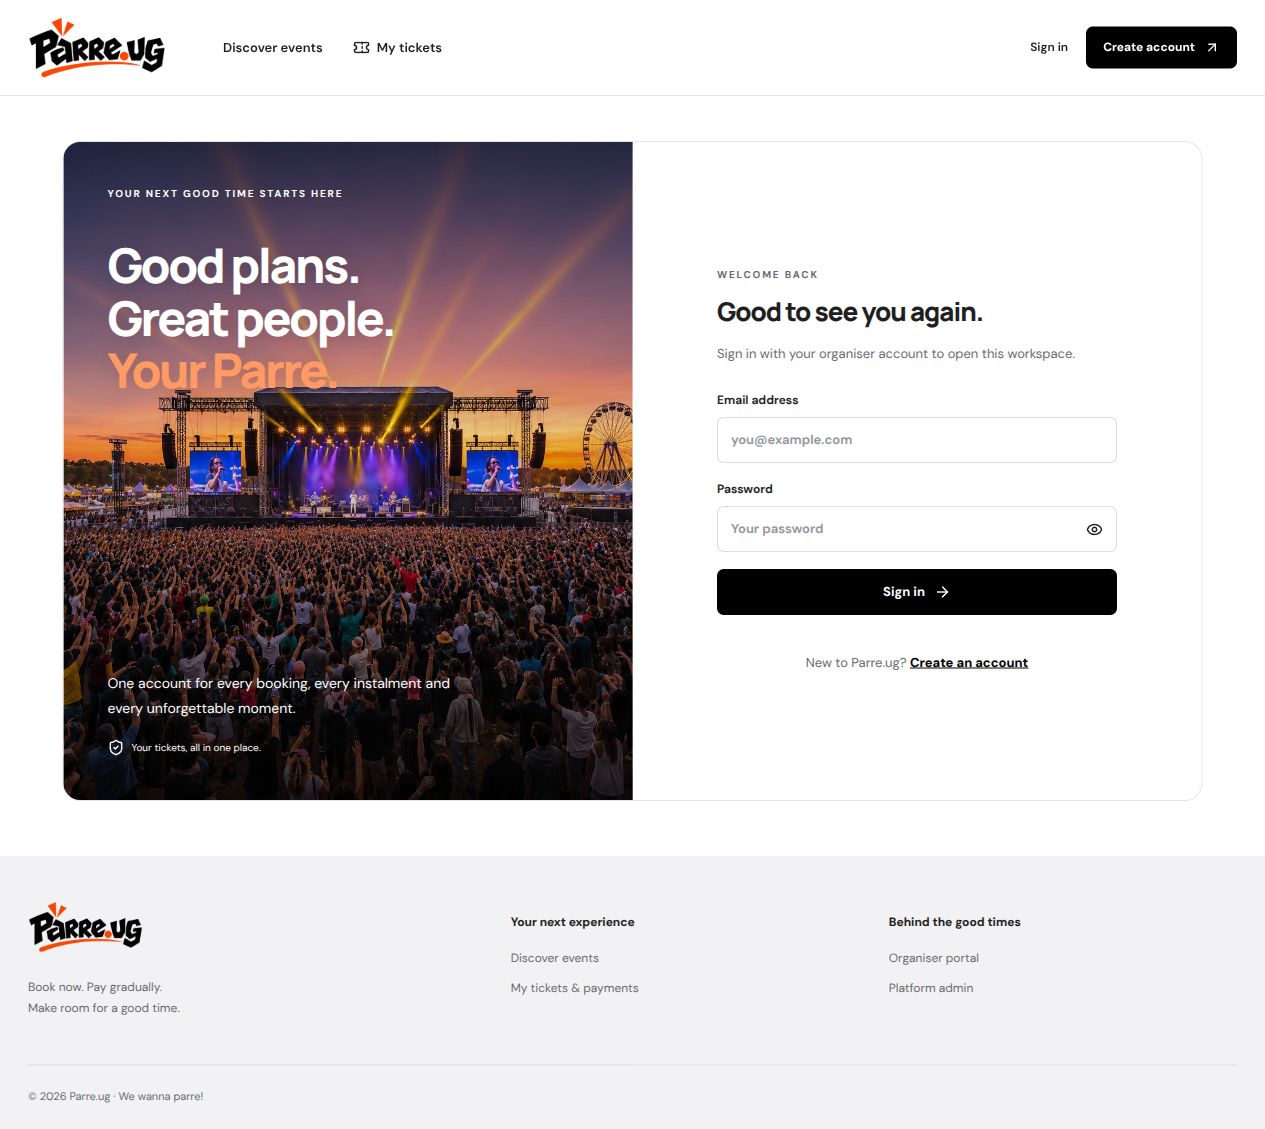 Parre.ug
Discover events
My tickets
Sign in
Create account
YOUR NEXT GOOD TIME STARTS HERE
Good plans.
Great people.
Your Parre.
One account for every booking, every instalment and
every unforgettable moment.
Your tickets, all in one place.
WELCOME BACK
Good to see you again.
Sign in with your organiser account to open this workspace.
Email address
you@example.com
Password
Your password
Sign in
New to Parre.ug? Create an account
Parre.ug
Book now. Pay gradually.
Make room for a good time.
Your next experience
Discover events
My tickets & payments
Behind the good times
Organiser portal
Platform admin
© 2026 Parre.ug · We wanna parre!